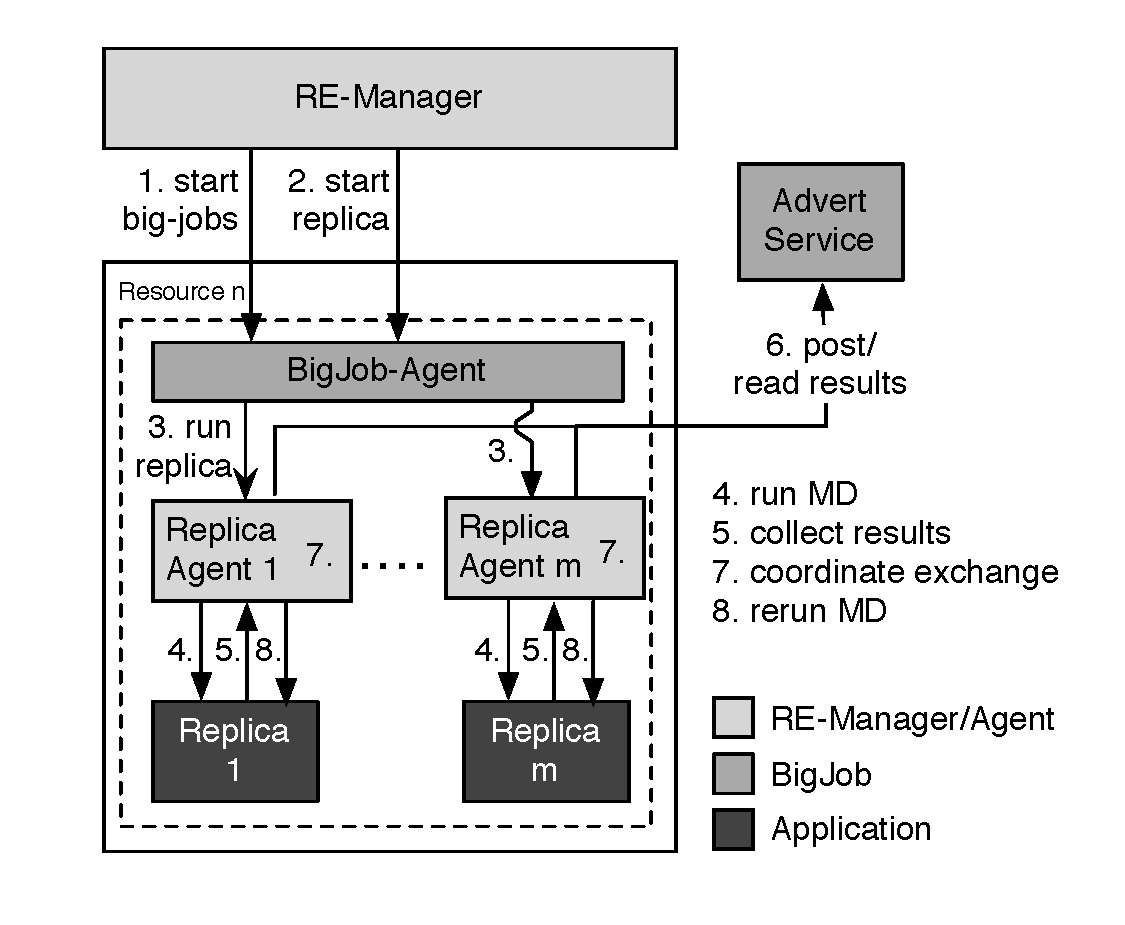 RE-Manager
1. start
big-jobs
2. start
replica
Advert
Service
Resource n
BigJob-Agent
6. post/
read results
3. run
replica
3.
Replica
Agent 1
7.
....
Replica
Agent m
7.
4. run MD
5. collect results
7. coordinate exchange
8. rerun MD
4.
5.
8.
4.
5.
8.
Replica
1
Replica
m
RE-Manager/Agent
BigJob
Application